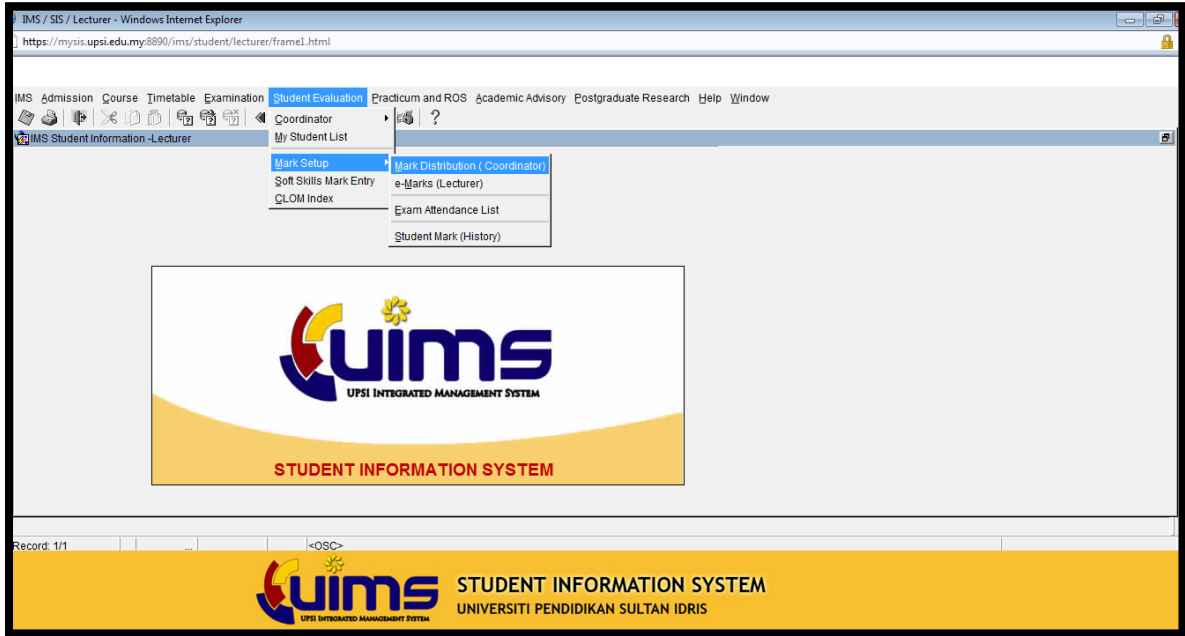 IMS / SIS / Lecturer - Windows Internet Explorer
https://mysis.upsi.edu.my:8890/ims/student/lecturer/frame1.html
IMS Admission Course Timetable Examination Student Evaluation Practicum and ROS Academic Advisory Postgraduate Research Help Window
Coordinator
IMS Student Information -Lecturer
My Student List
Mark Setup
Mark Distribution ( Coordinator)
Soft Skills Mark Entry
e-Marks (Lecturer)
CLOM Index
Exam Attendance List
Student Mark (History)
uims
UPSI INTEGRATED MANAGEMENT SYSTEM
STUDENT INFORMATION SYSTEM
Record: 1/1 ... <OSC>
uims STUDENT INFORMATION SYSTEM
UNIVERSITI PENDIDIKAN SULTAN IDRIS
UPSI INTEGRATED MANAGEMENT SYSTEM